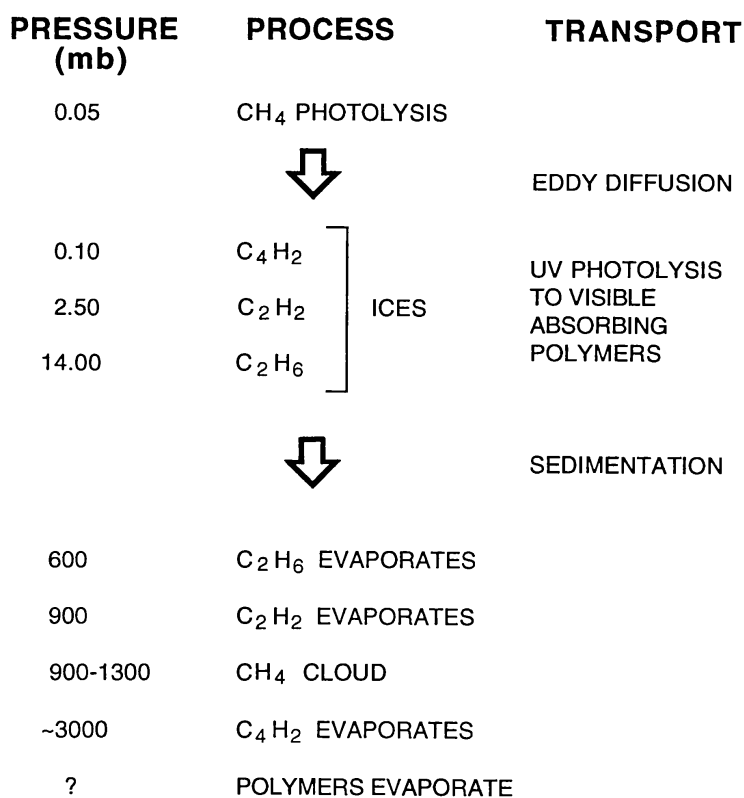 PRESSURE (mb) PROCESS TRANSPORT
0.05 CH4 PHOTOLYSIS
EDDY DIFFUSION
0.10 C4H2
2.50 C2H2
14.00 C2H6
ICES
UV PHOTOLYSIS
TO VISIBLE
ABSORBING
POLYMERS
SEDIMENTATION
600 C2H6 EVAPORATES
900 C2H2 EVAPORATES
900-1300 CH4 CLOUD
~3000 C4H2 EVAPORATES
? POLYMERS EVAPORATE